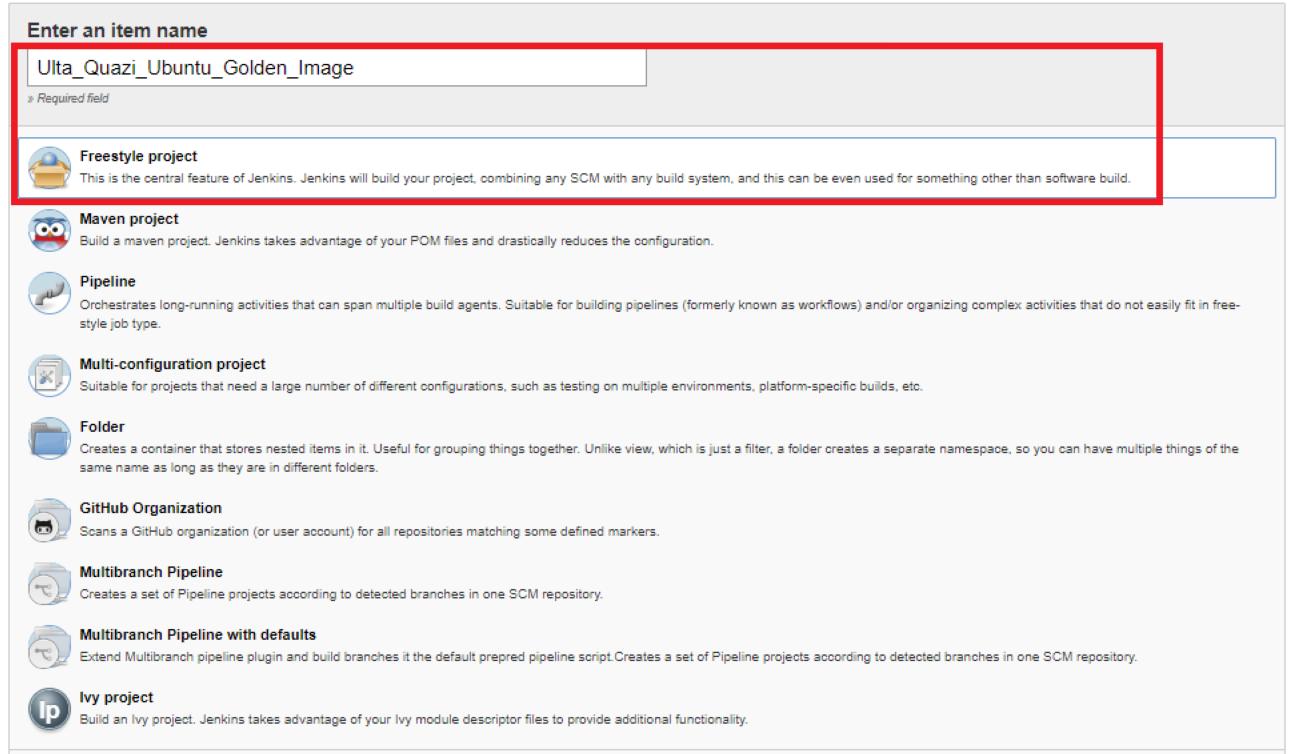 Enter an item name
Ulta_Quazi_Ubuntu_Golden_Image
» Required field
Freestyle project
This is the central feature of Jenkins. Jenkins will build your project, combining any SCM with any build system, and this can be even used for something other than software build.
Maven project
Build a maven project. Jenkins takes advantage of your POM files and drastically reduces the configuration.
Pipeline
Orchestrates long-running activities that can span multiple build agents. Suitable for building pipelines (formerly known as workflows) and/or organizing complex activities that do not easily fit in free-
style job type.
Multi-configuration project
Suitable for projects that need a large number of different configurations, such as testing on multiple environments, platform-specific builds, etc.
Folder
Creates a container that stores nested items in it. Useful for grouping things together. Unlike view, which is just a filter, a folder creates a separate namespace, so you can have multiple things of the
same name as long as they are in different folders.
GitHub Organization
Scans a GitHub organization (or user account) for all repositories matching some defined markers.
Multibranch Pipeline
Creates a set of Pipeline projects according to detected branches in one SCM repository.
Multibranch Pipeline with defaults
Extend Multibranch pipeline plugin and build branches it the default prepred pipeline script.Creates a set of Pipeline projects according to detected branches in one SCM repository.
Ivy project
Ip
Build an Ivy project. Jenkins takes advantage of your Ivy module descriptor files to provide additional functionality.